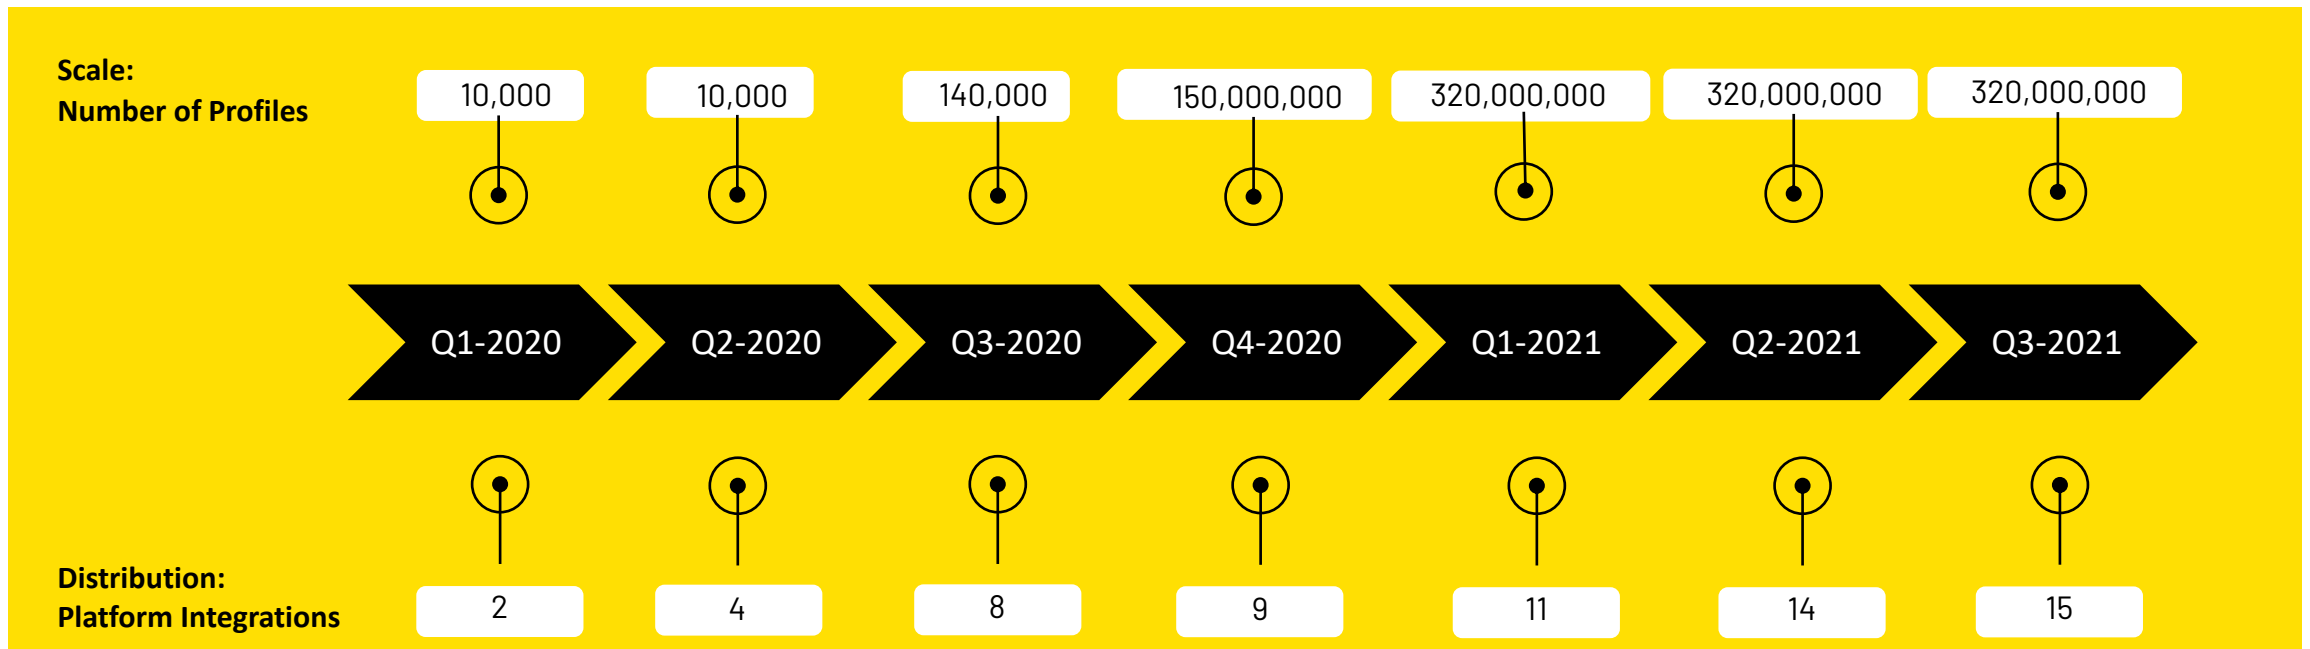 Scale:
Number of Profiles
10,000
10,000
140,000
150,000,000
320,000,000
320,000,000
320,000,000
Q1-2020
Q2-2020
Q3-2020
Q4-2020
Q1-2021
Q2-2021
Q3-2021
Distribution:
Platform Integrations
2
4
8
9
11
14
15